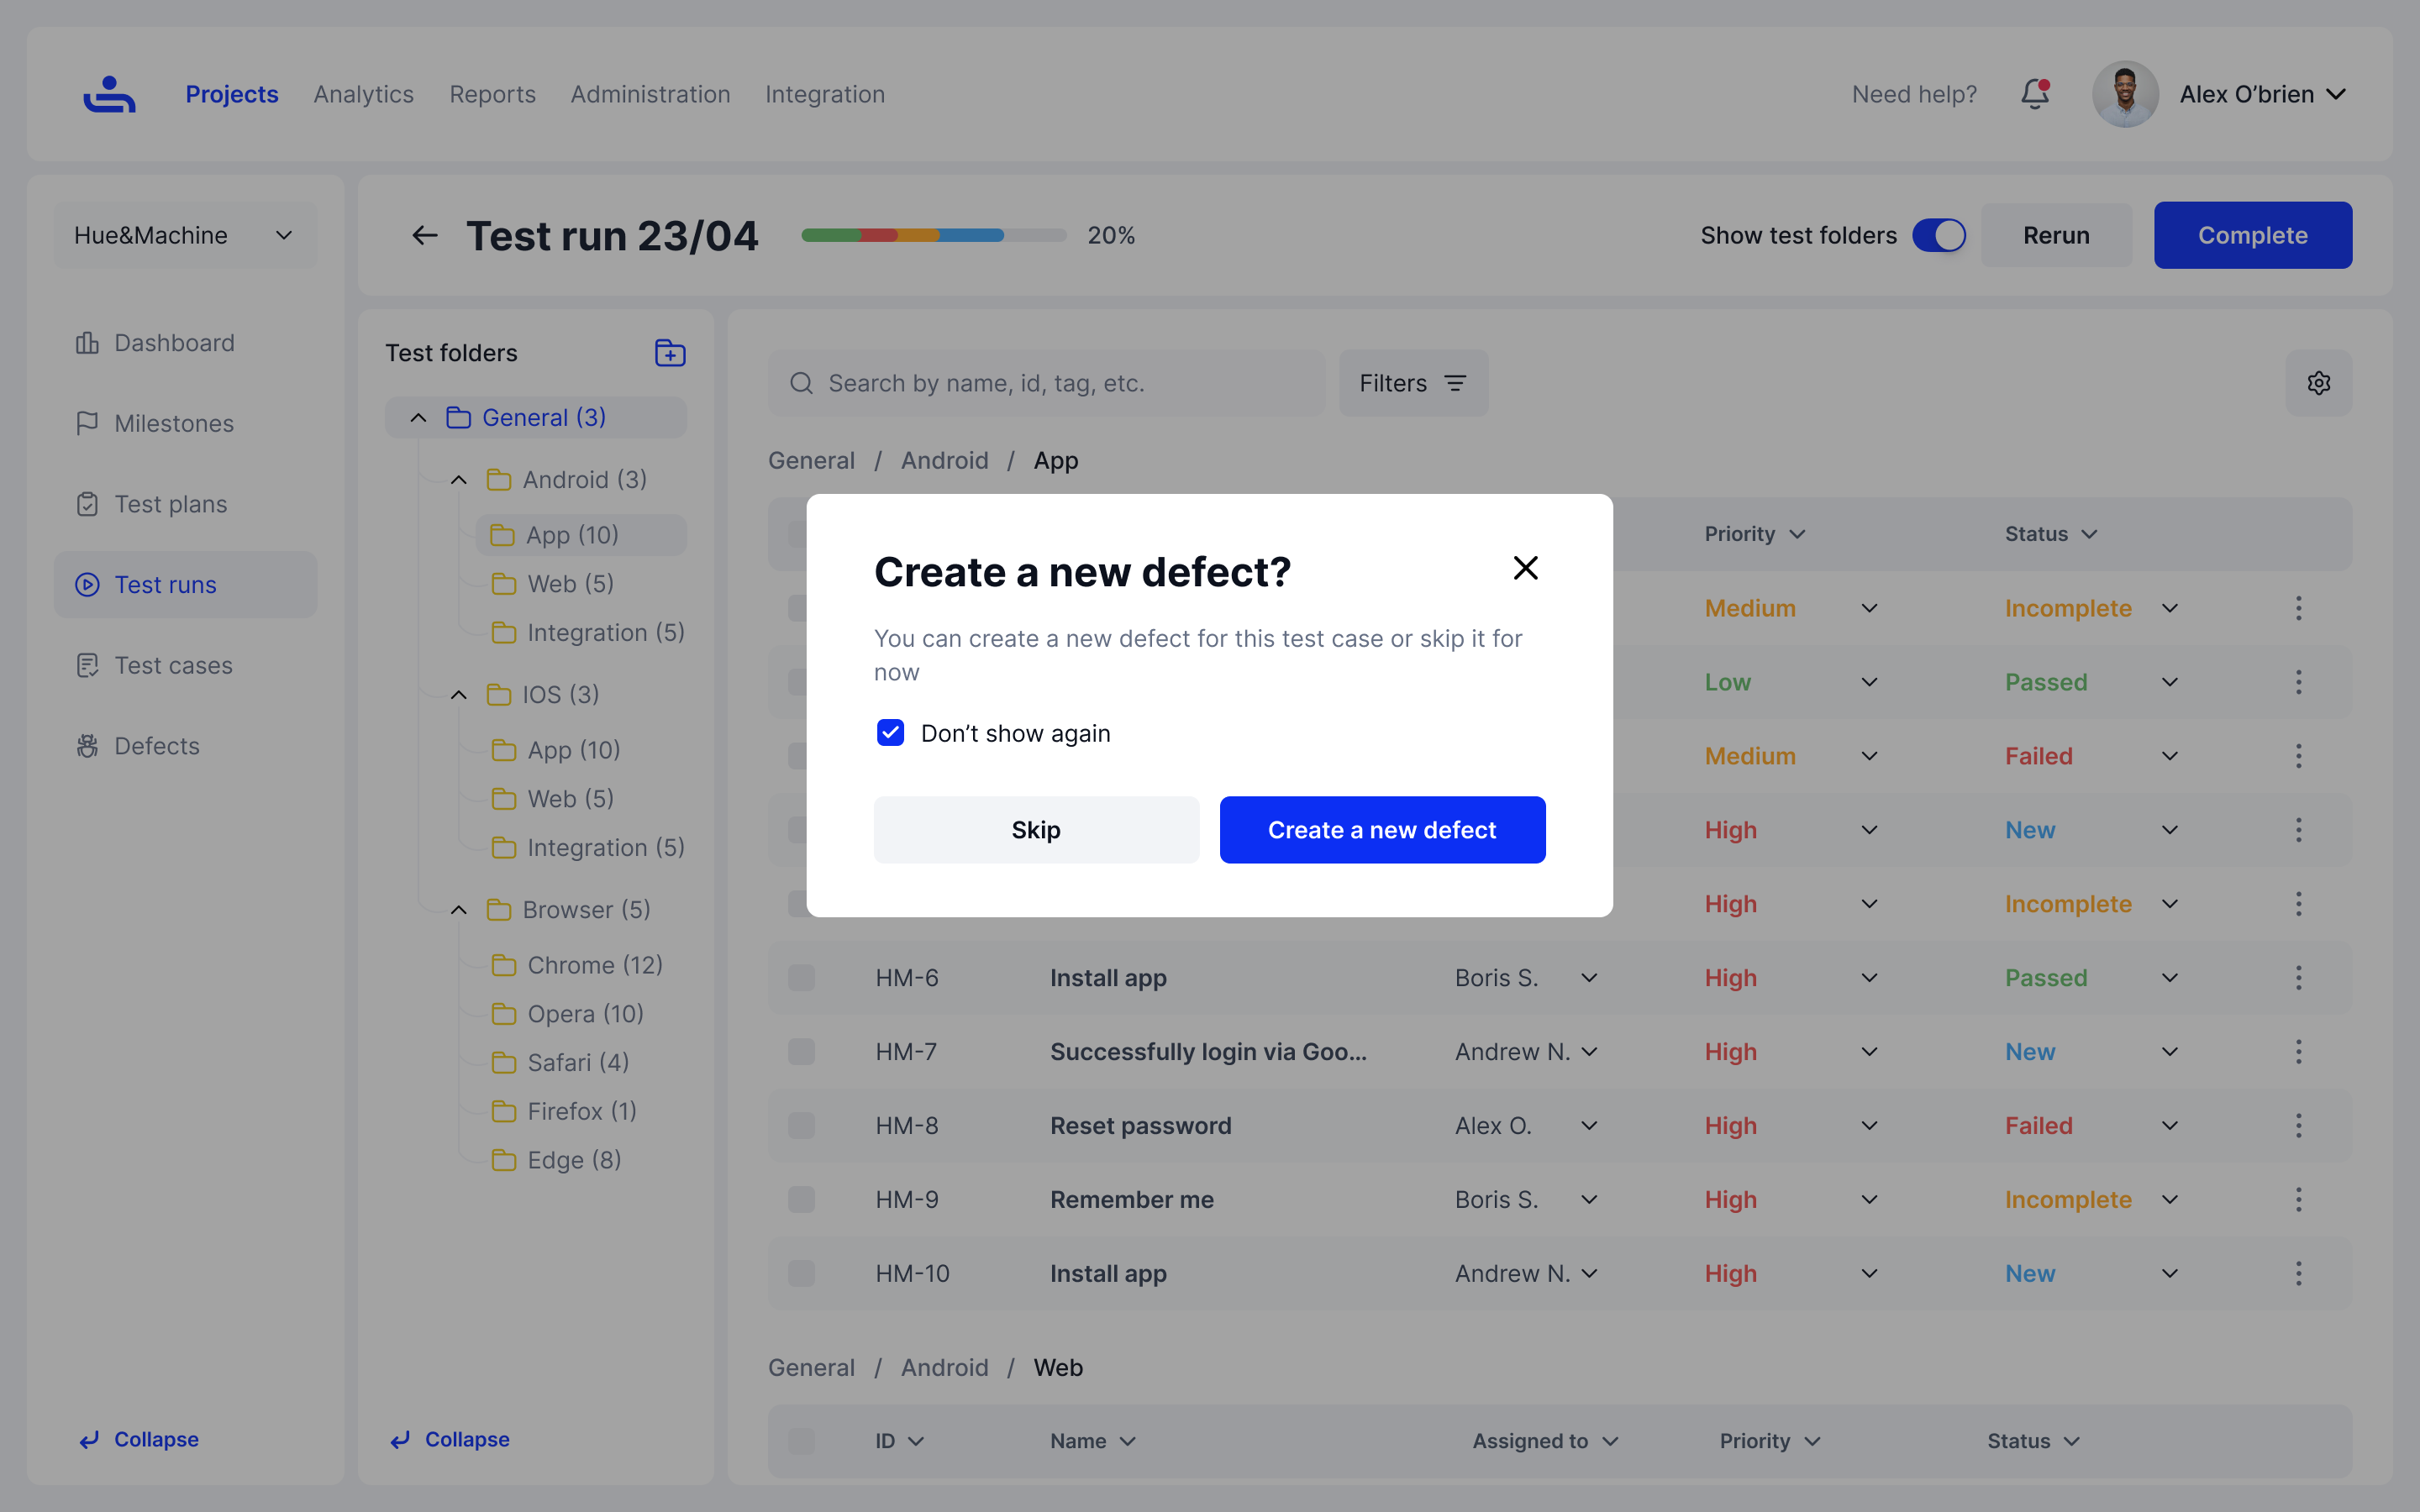 Projects Analytics Reports Administration Integration Need help? Alex O’brien
Hue&Machine
Dashboard
Milestones
Test plans
Test runs
Test cases
Defects
Collapse
Test run 23/04 20% Show test folders Rerun Complete
Test folders
General (3)
Android (3)
App (10)
Web (5)
Integration (5)
IOS (3)
App (10)
Web (5)
Integration (5)
Browser (5)
Chrome (12)
Opera (10)
Safari (4)
Firefox (1)
Edge (8)
Collapse
Search by name, id, tag, etc. Filters
General / Android / App
Priority Status
Medium Incomplete
Low Passed
Medium Failed
High New
High Incomplete
HM-6 Install app Boris S. High Passed
HM-7 Successfully login via Goo... Andrew N. High New
HM-8 Reset password Alex O. High Failed
HM-9 Remember me Boris S. High Incomplete
HM-10 Install app Andrew N. High New
General / Android / Web
ID Name Assigned to Priority Status
Create a new defect?
You can create a new defect for this test case or skip it for
now
Don’t show again
Skip Create a new defect